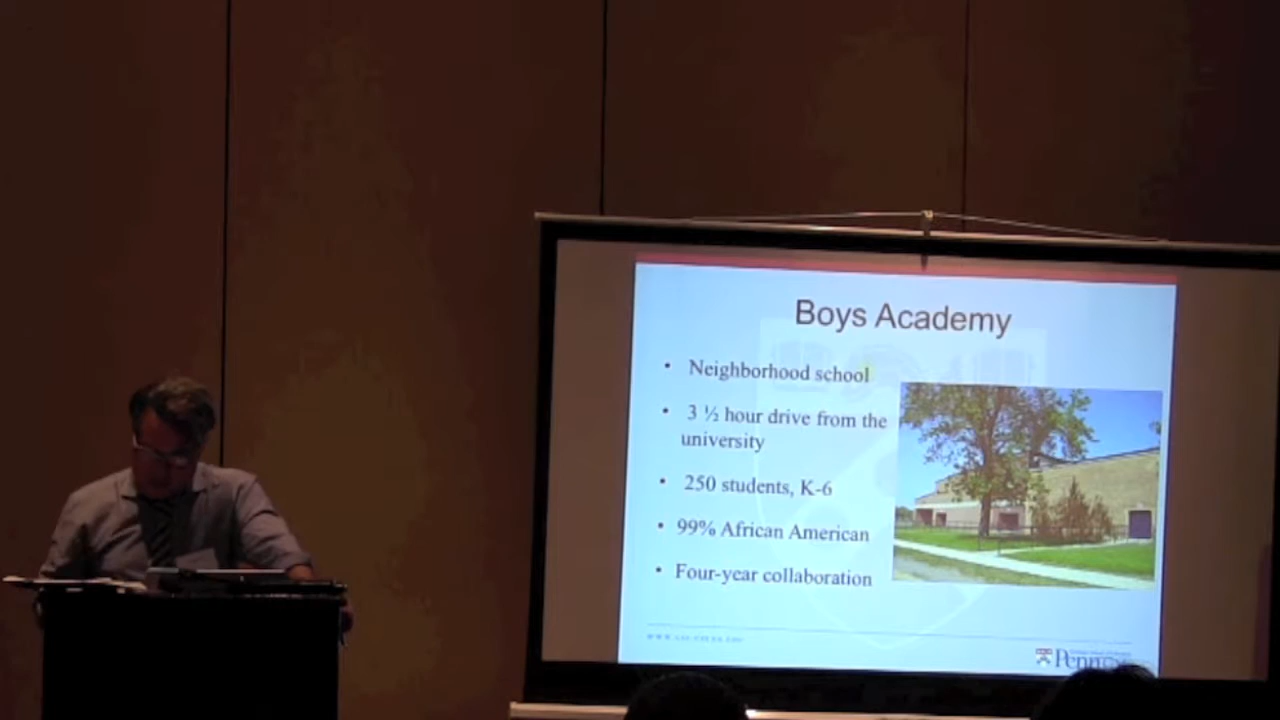 Boys Academy
• Neighborhood school
• 3 ½ hour drive from the
university
• 250 students, K-6
• 99% African American
• Four-year collaboration
Penn